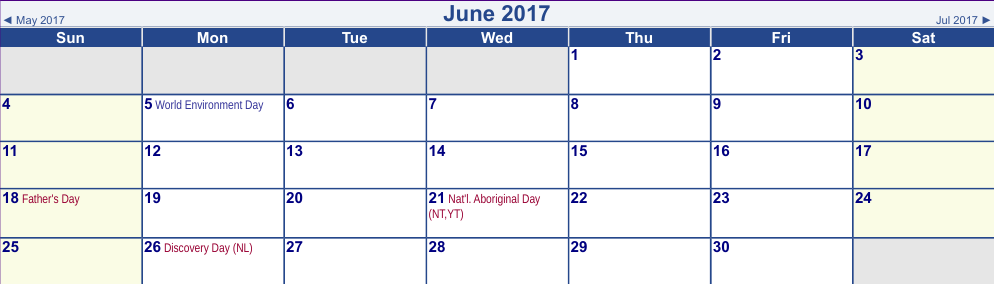 ◄ May 2017 June 2017 Jul 2017 ►
Sun Mon Tue Wed Thu Fri Sat
1 2 3
4 5 World Environment Day 6 7 8 9 10
11 12 13 14 15 16 17
18 Father's Day 19 20 21 Nat'l. Aboriginal Day 22 23 24
(NT,YT)
25 26 Discovery Day (NL) 27 28 29 30